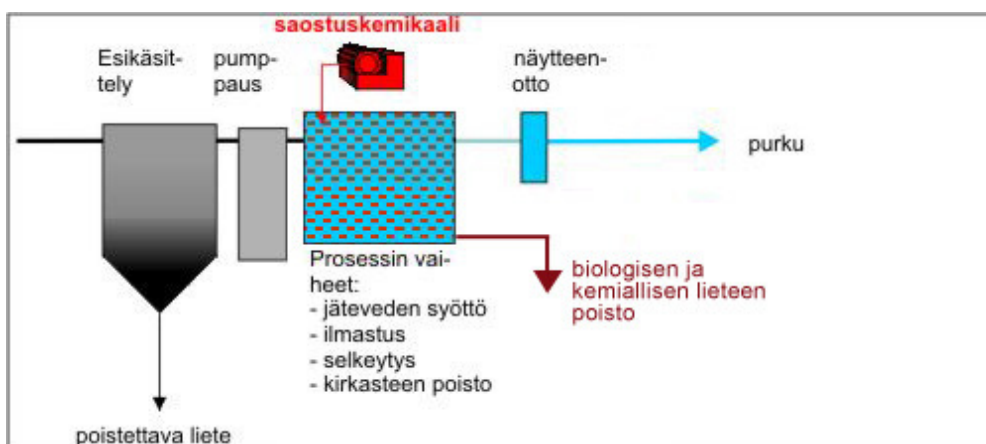 saostuskemikaali
Esikäsit-
tely
pump-
paus
näytteen-
otto
purku
Prosessin vai-
heet:
- jäteveden syöttö
- ilmastus
- selkeytys
- kirkasteen poisto
biologisen ja
kemiallisen lieteen
poisto
poistettava liete